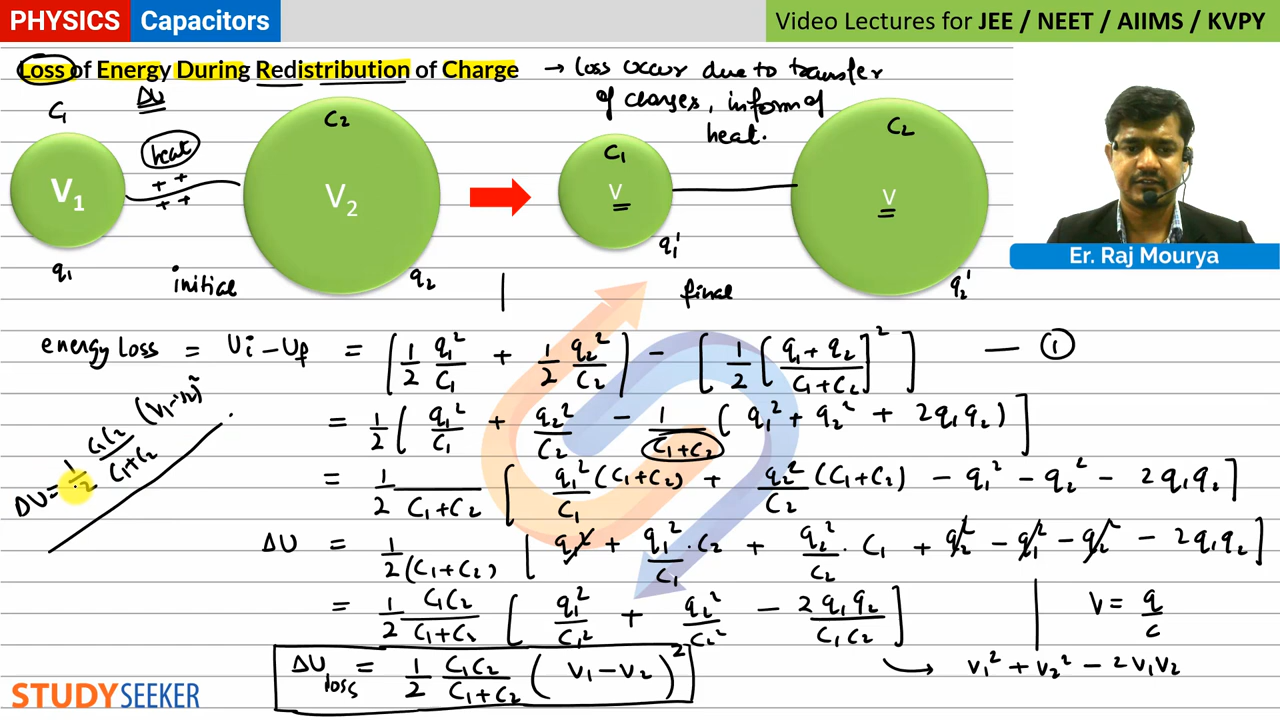 PHYSICS Capacitors
Video Lectures for JEE / NEET / AIIMS / KVPY
Loss of Energy During Redistribution of Charge → loss occur due to transfer
of charges, inform of
heat.
C₁ ΔU C₂ C₁ C₂
heat
+ +
+ +
V₁ V₂ V V
q₁ q₂ q₁' q₂'
initial | final
Er. Raj Mourya
energy loss = Ui – Uf = [ 1/2 q₁²/C₁ + 1/2 q₂²/C₂ ] – [ 1/2 [ q₁ + q₂ / C₁ + C₂ ]² ] — ①
= 1/2 [ q₁²/C₁ + q₂²/C₂ – 1/(C₁+C₂) ( q₁² + q₂² + 2q₁q₂ ) ]
ΔU = 1/2 C₁C₂/(C₁+C₂) (V₁-V₂)²
= 1/2 /(C₁+C₂) [ q₁²/C₁ (C₁+C₂) + q₂²/C₂ (C₁+C₂) – q₁² – q₂² – 2q₁q₂ ]
ΔU = 1/2(C₁+C₂) [ q₁² + q₁²/C₁ · C₂ + q₂²/C₂ · C₁ + q₂² – q₁² – q₂² – 2q₁q₂ ]
= 1/2 C₁C₂/(C₁+C₂) [ q₁²/C₁² + q₂²/C₂² – 2q₁q₂/C₁C₂ ] | V = q/c
ΔU loss = 1/2 C₁C₂/(C₁+C₂) ( V₁ – V₂ )² → V₁² + V₂² – 2V₁V₂
STUDYSEEKER